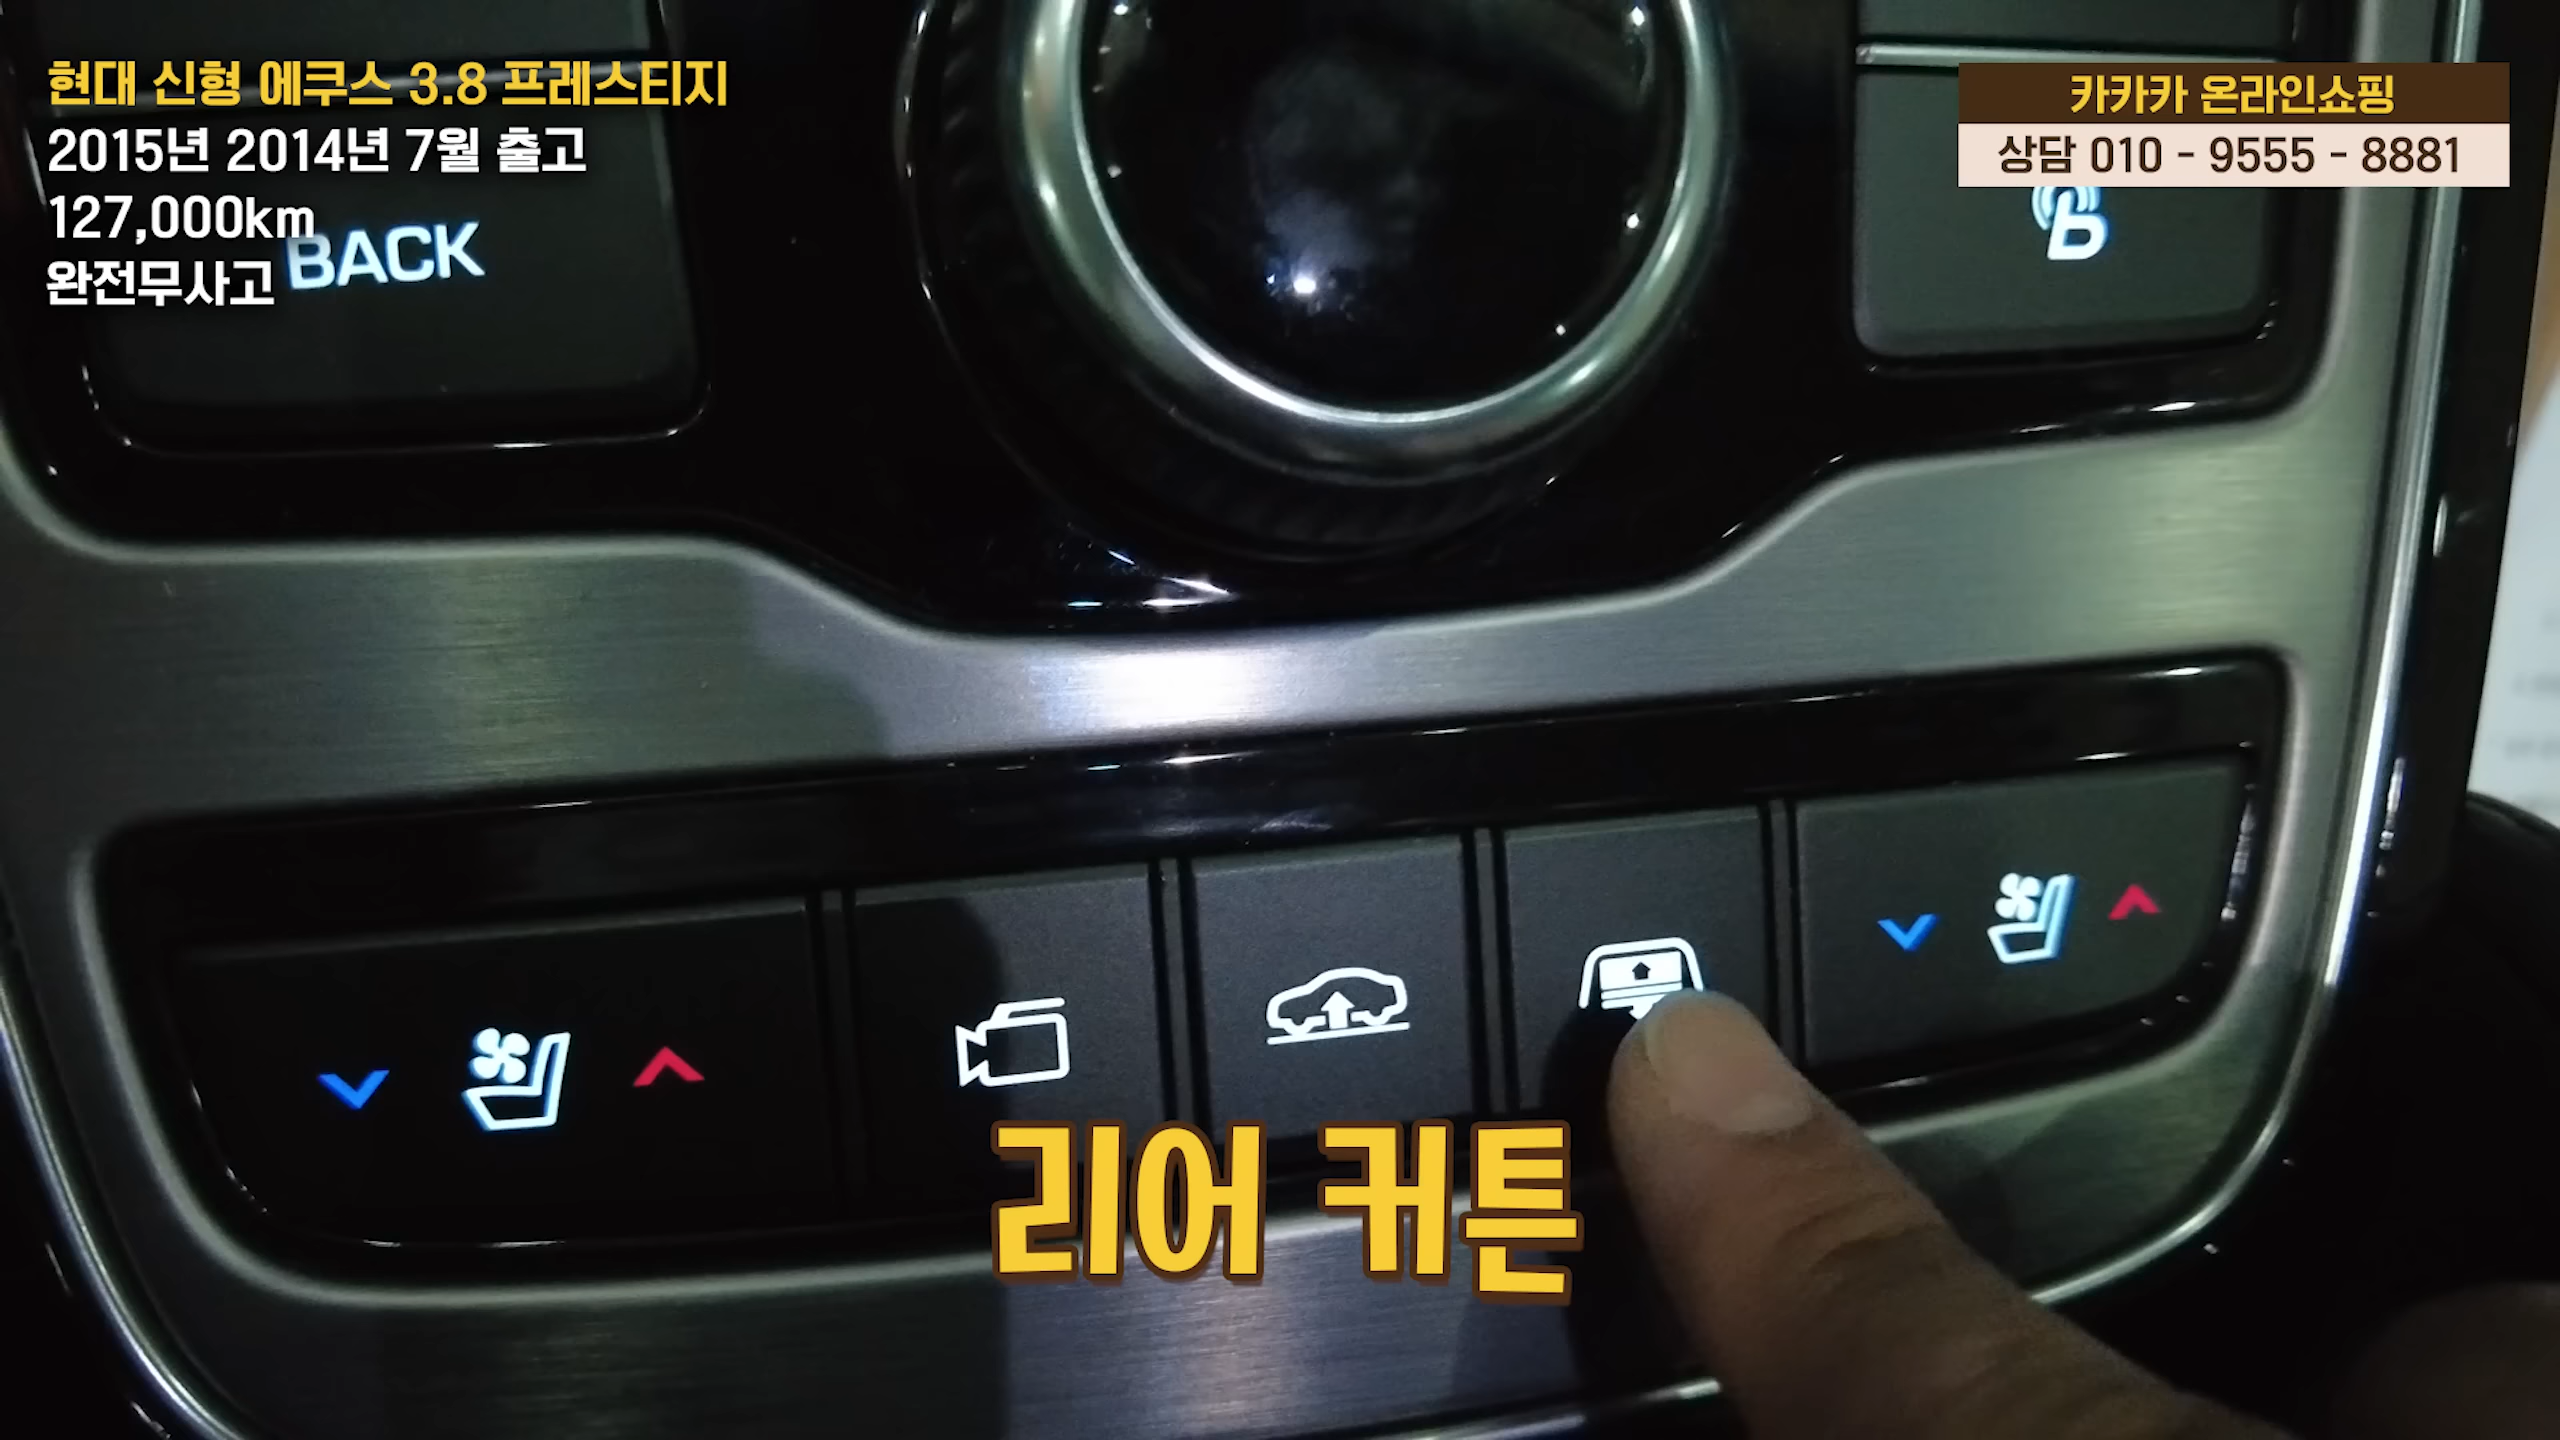 현대 신형 에쿠스 3.8 프레스티지
2015년 2014년 7월 출고
127,000km
완전무사고
BACK
카카카 온라인쇼핑
상담 010 - 9555 - 8881
B
리어 커튼